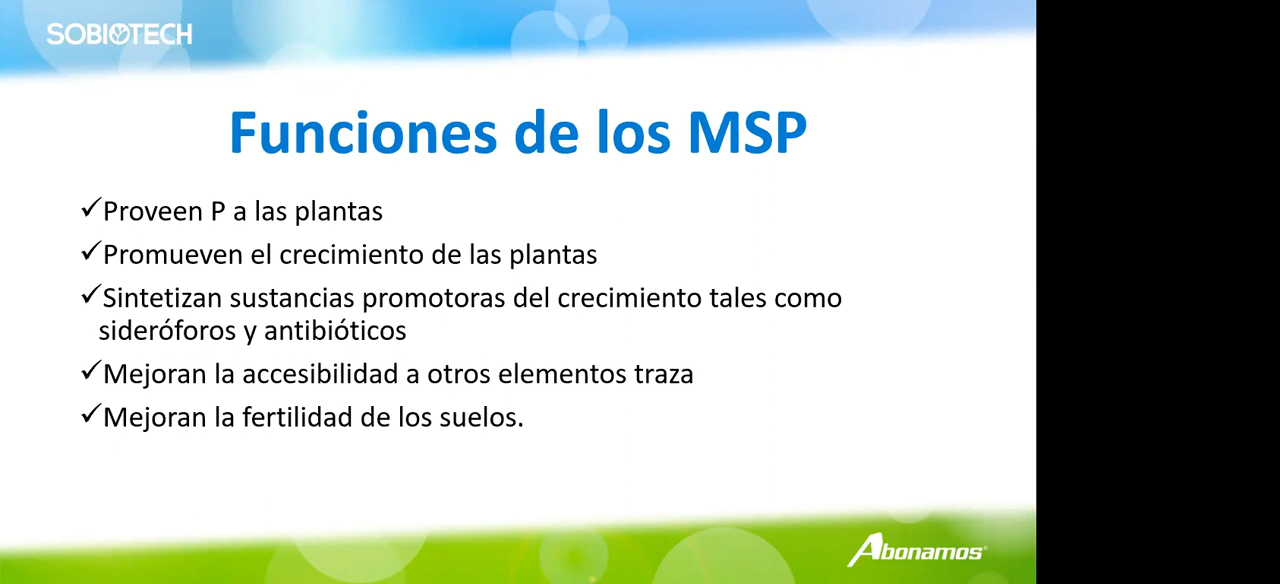 SOBIOTECH
Funciones de los MSP
✓Proveen P a las plantas
✓Promueven el crecimiento de las plantas
✓Sintetizan sustancias promotoras del crecimiento tales como
sideróforos y antibióticos
✓Mejoran la accesibilidad a otros elementos traza
✓Mejoran la fertilidad de los suelos.
Abonamos®